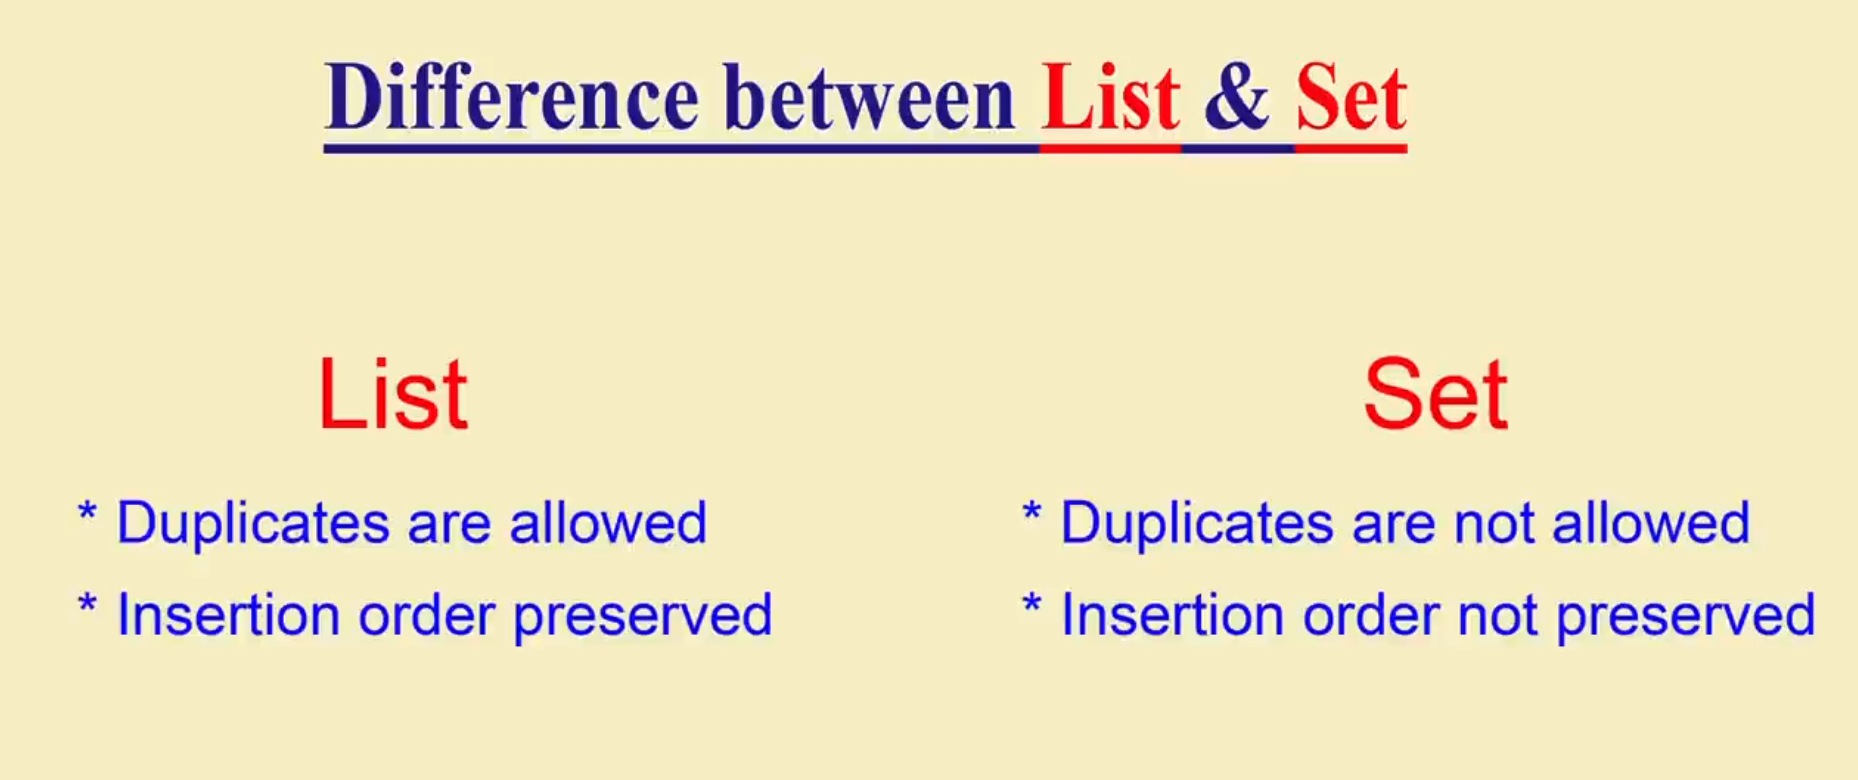 Difference between List & Set
List
* Duplicates are allowed
* Insertion order preserved
Set
* Duplicates are not allowed
* Insertion order not preserved